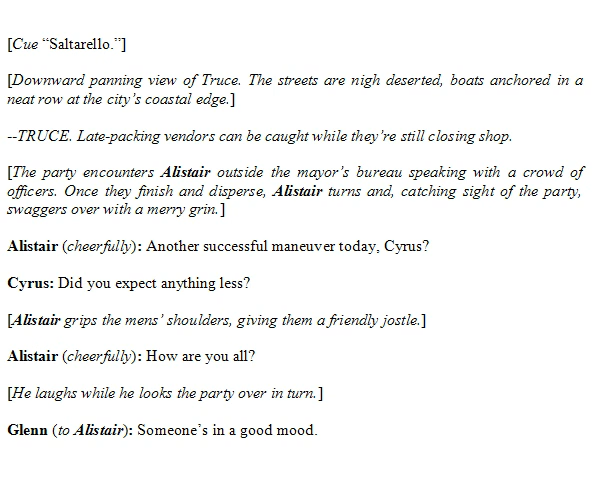 [Cue “Saltarello.”]
[Downward panning view of Truce. The streets are nigh deserted, boats anchored in a
neat row at the city’s coastal edge.]
--TRUCE. Late-packing vendors can be caught while they’re still closing shop.
[The party encounters Alistair outside the mayor’s bureau speaking with a crowd of
officers. Once they finish and disperse, Alistair turns and, catching sight of the party,
swaggers over with a merry grin.]
Alistair (cheerfully): Another successful maneuver today, Cyrus?
Cyrus: Did you expect anything less?
[Alistair grips the mens’ shoulders, giving them a friendly jostle.]
Alistair (cheerfully): How are you all?
[He laughs while he looks the party over in turn.]
Glenn (to Alistair): Someone’s in a good mood.